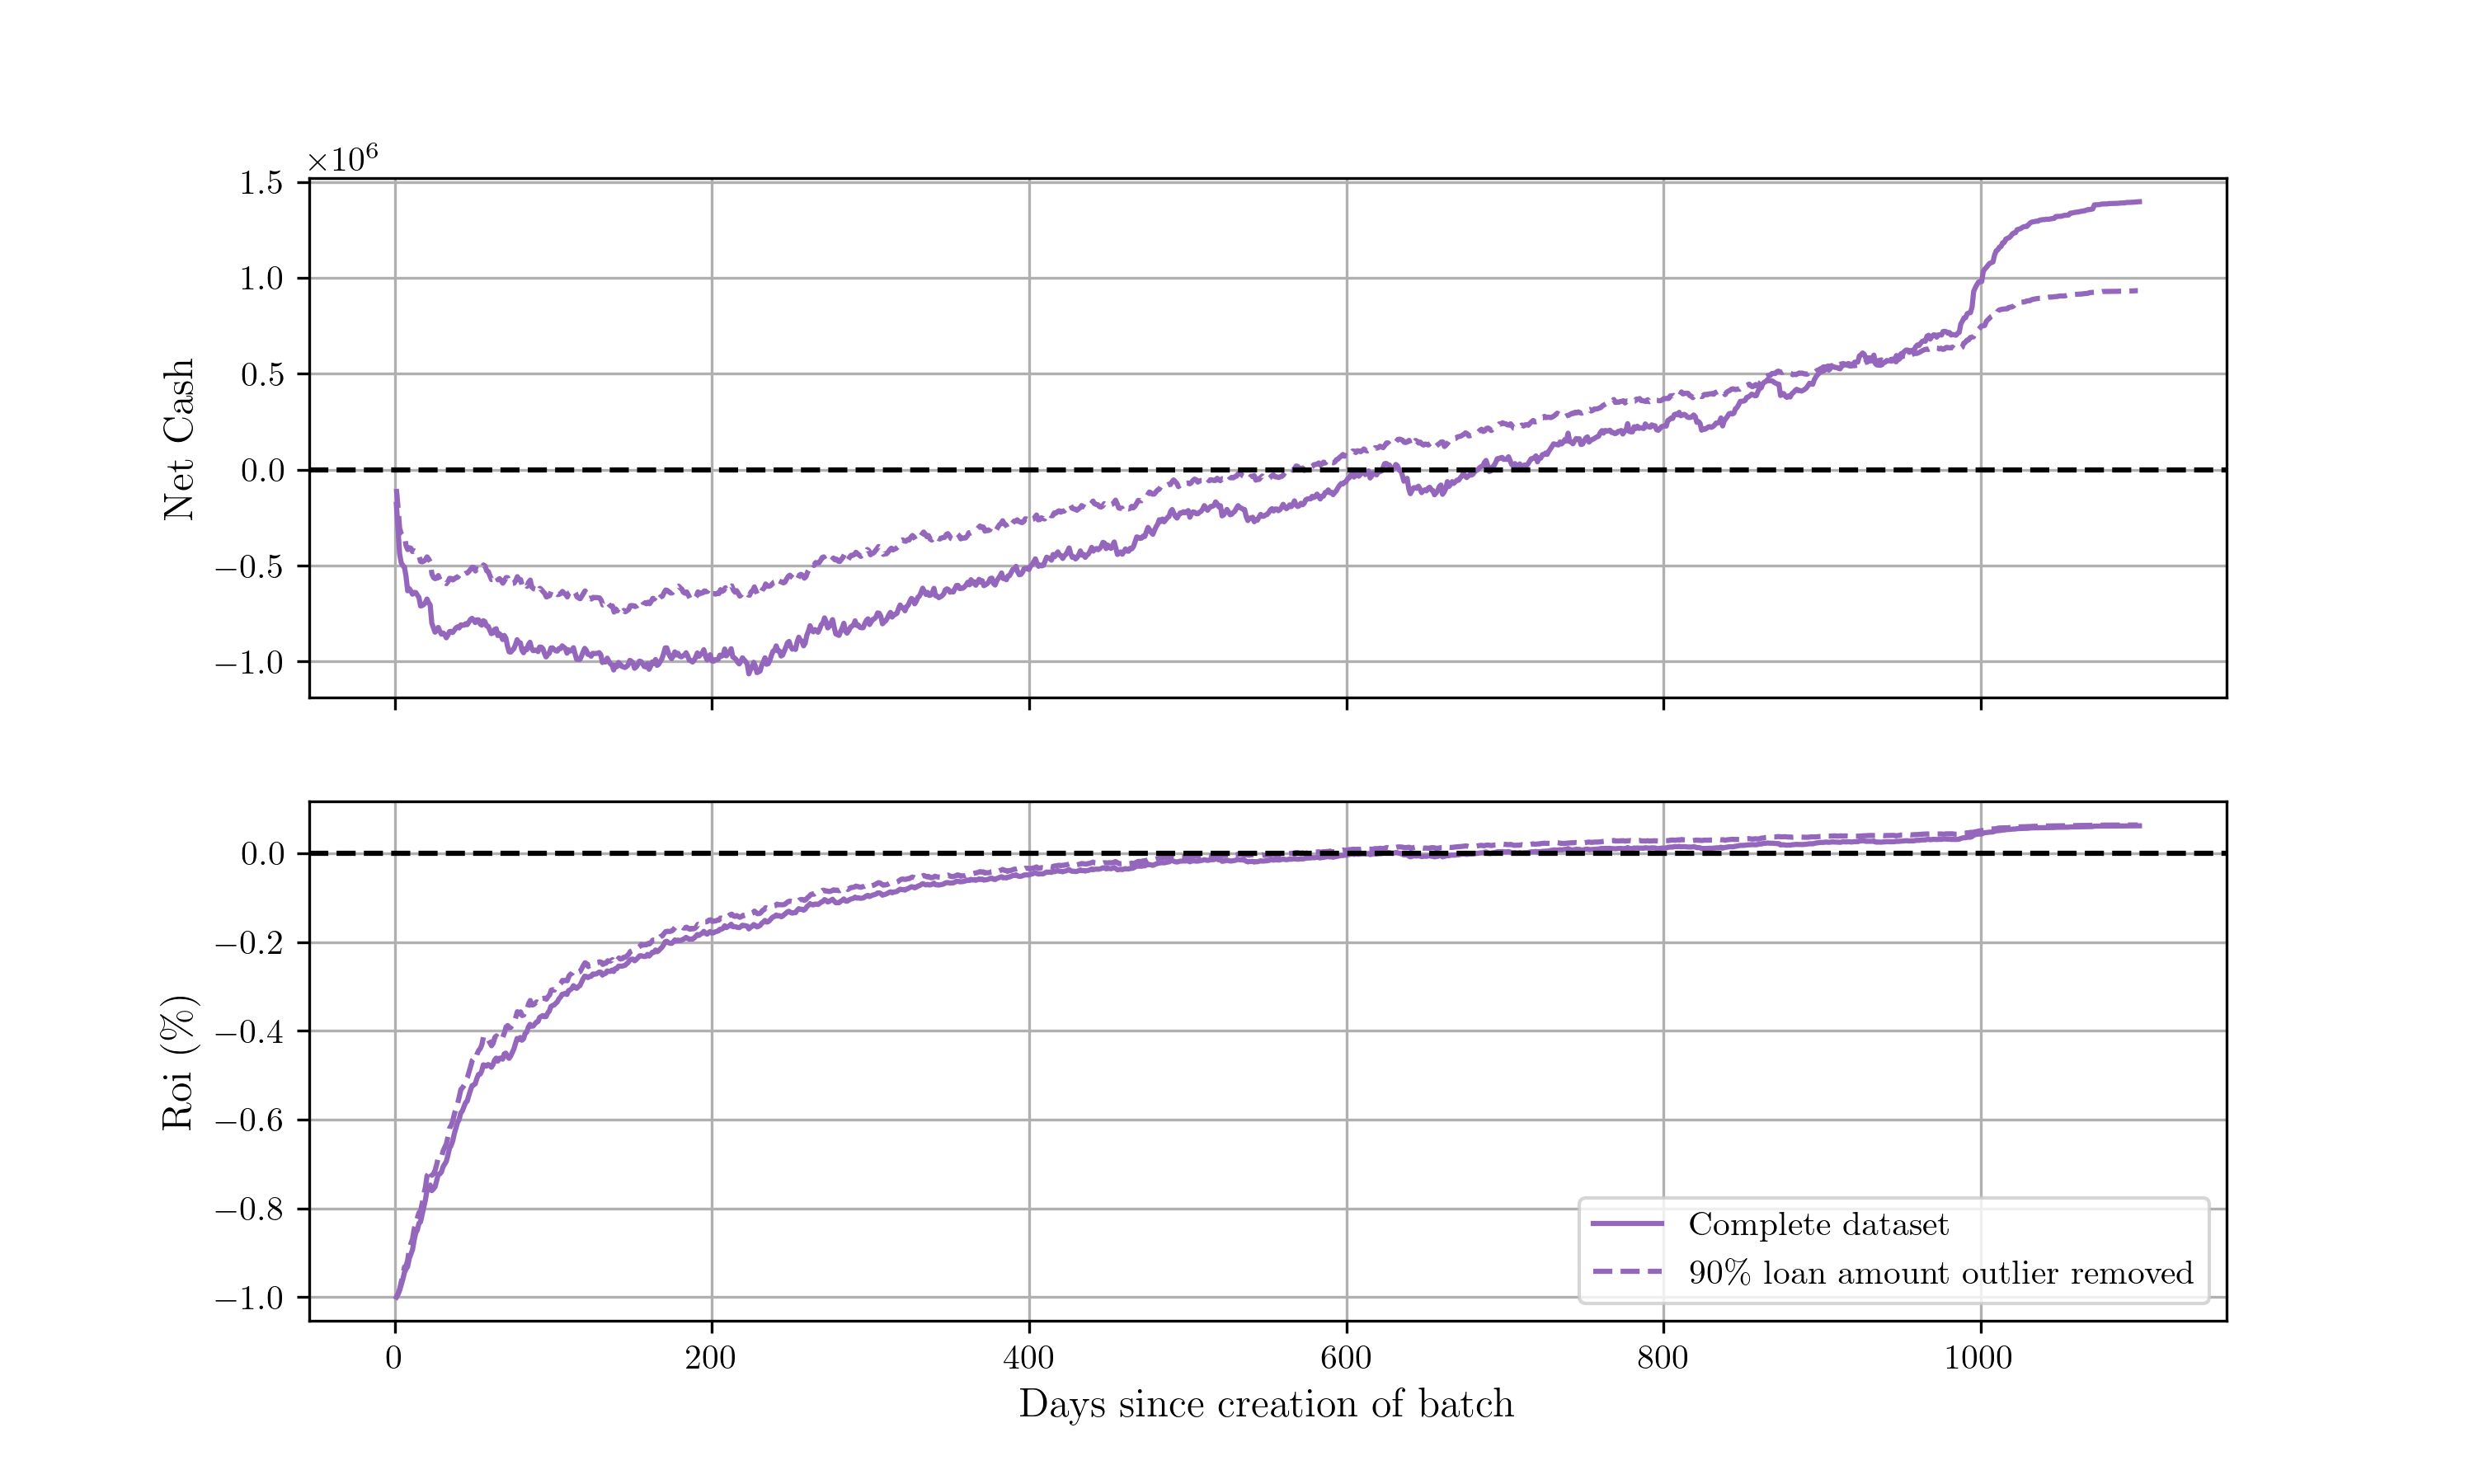 ×10⁶
1.5
1.0
0.5
0.0
−0.5
−1.0
Net Cash
0.0
−0.2
−0.4
−0.6
−0.8
−1.0
Roi (%)
Complete dataset
90% loan amount outlier removed
0 200 400 600 800 1000
Days since creation of batch